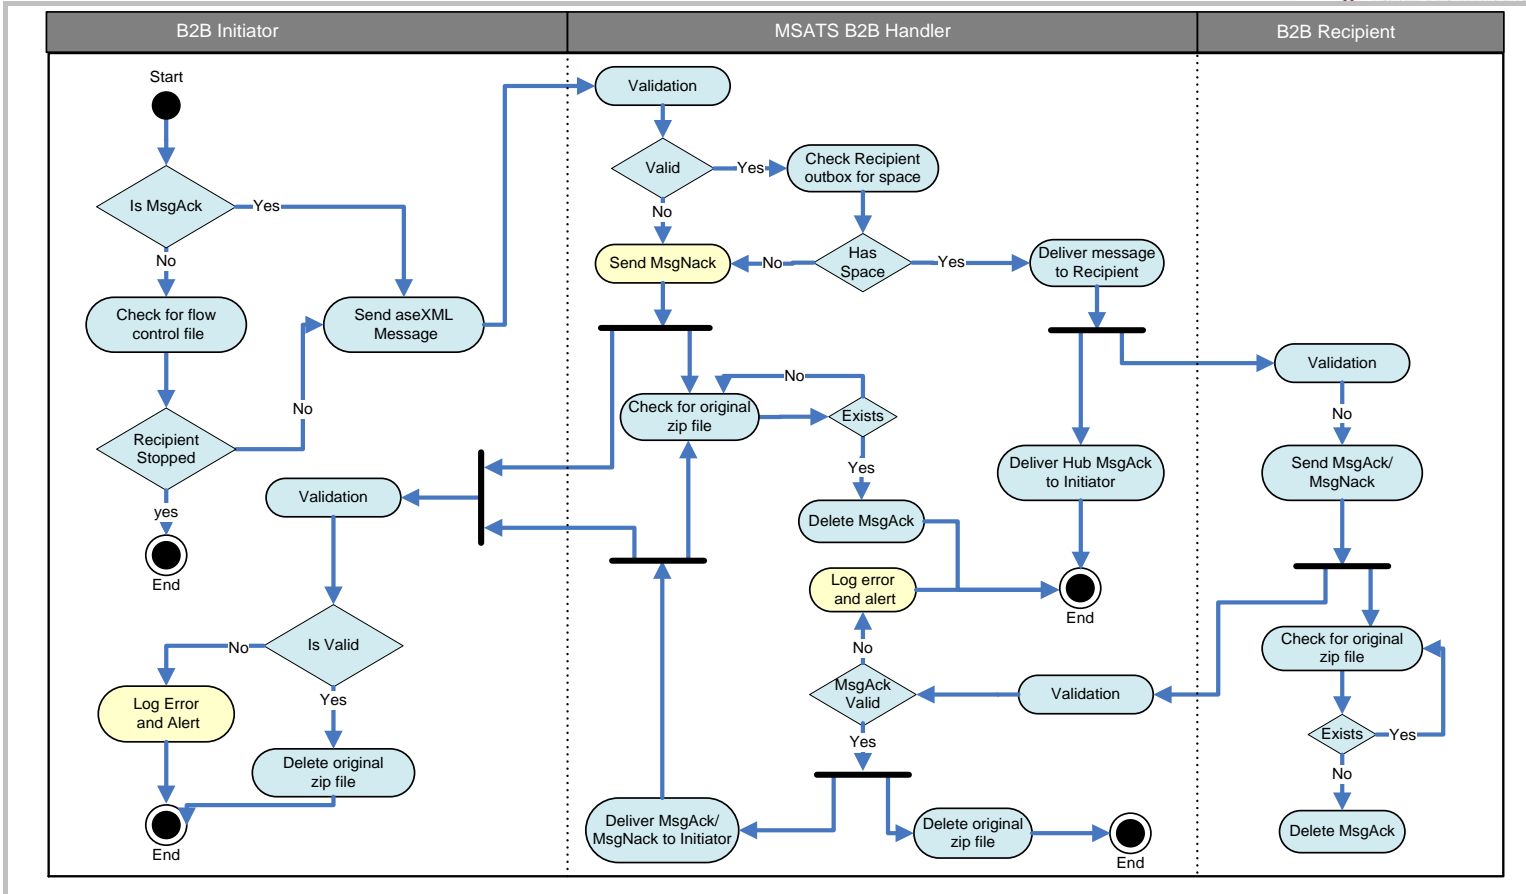 B2B Initiator
MSATS B2B Handler
B2B Recipient
Start
Is MsgAck
Yes
No
Check for flow
control file
Send aseXML
Message
No
Recipient
Stopped
yes
End
Validation
Is Valid
No
Yes
Log Error
and Alert
Delete original
zip file
End
Validation
Valid
Yes
Check Recipient
outbox for space
No
Send MsgNack
No
Has
Space
Yes
Deliver message
to Recipient
No
Check for original
zip file
Exists
Yes
Deliver Hub MsgAck
to Initiator
Delete MsgAck
Log error
and alert
End
No
MsgAck
Valid
Validation
Yes
Deliver MsgAck/
MsgNack to Initiator
Delete original
zip file
End
Validation
No
Send MsgAck/
MsgNack
Check for original
zip file
Exists
Yes
No
Delete MsgAck